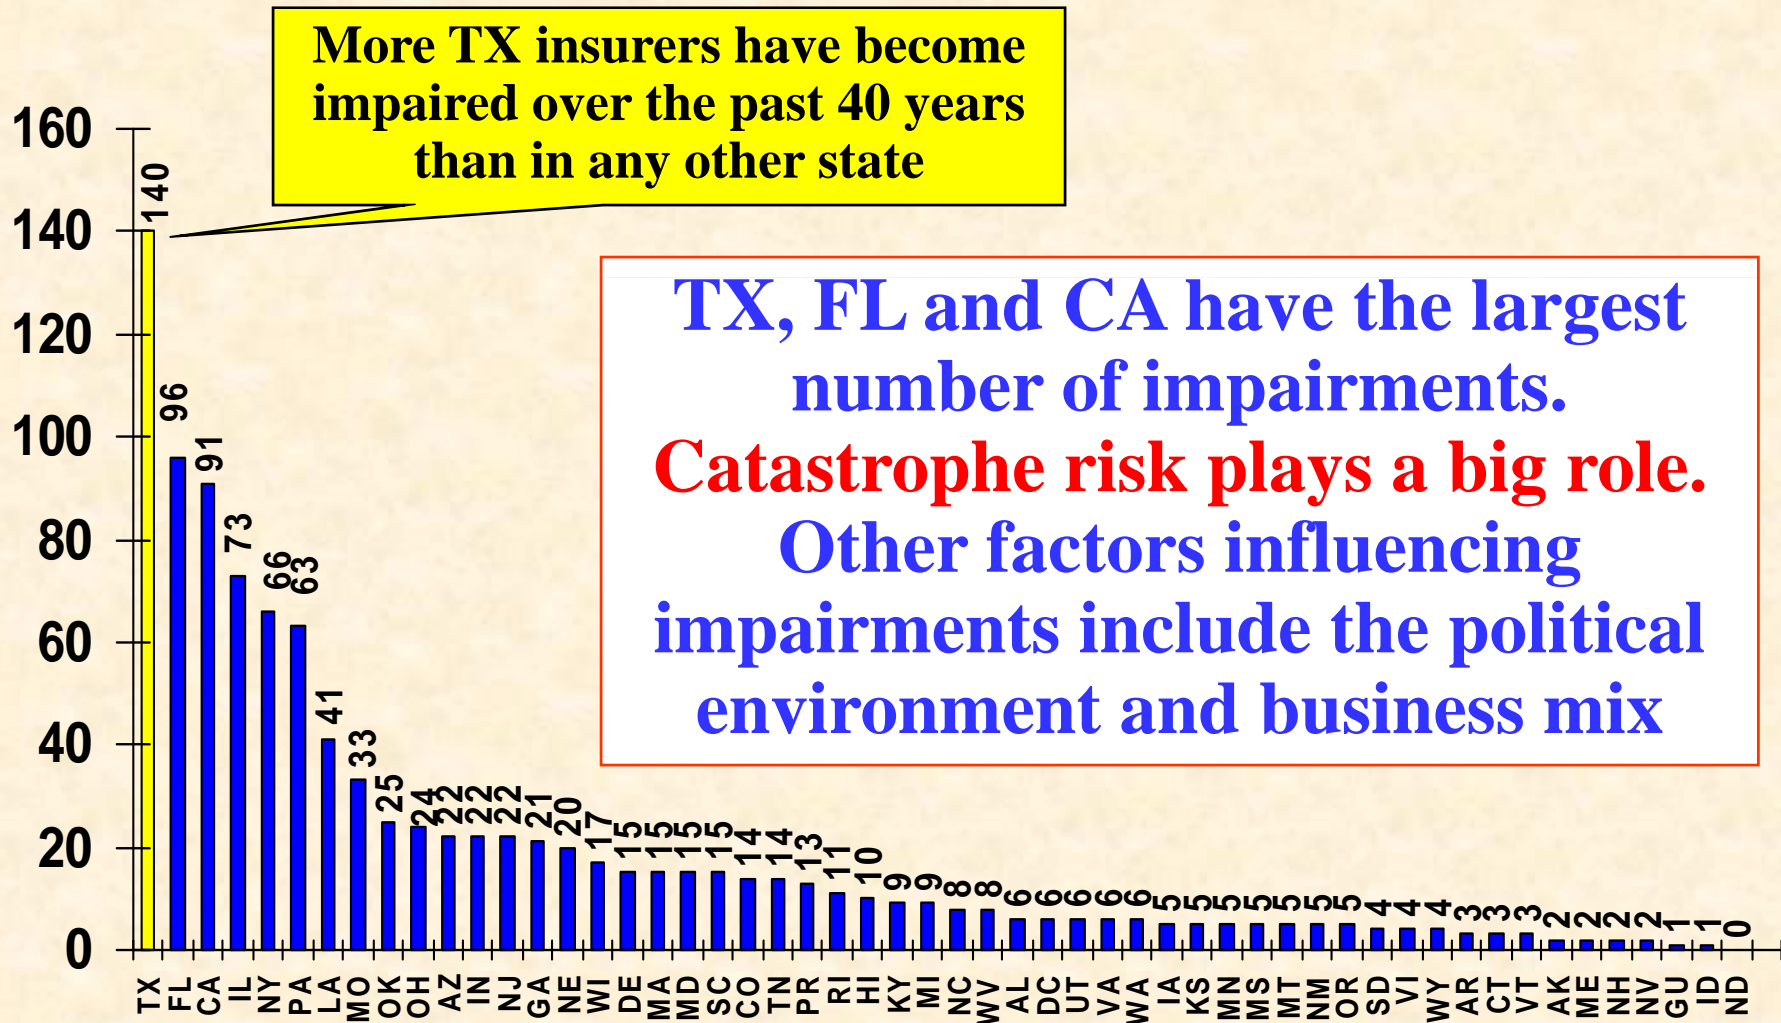 More TX insurers have become
impaired over the past 40 years
than in any other state
TX, FL and CA have the largest
number of impairments.
Catastrophe risk plays a big role.
Other factors influencing
impairments include the political
environment and business mix
160
140
120
100
80
60
40
20
0
140 96 91 73 66 63 41 33 25 24 22 22 22 21 20 17 15 15 15 15 14 14 13 11 10 9 9 8 8 6 6 6 6 6 5 5 5 5 5 5 5 4 4 4 3 3 3 2 2 2 2 1 1 0
TX FL CA IL NY PA LA MO OK OH AZ IN NJ GA NE WI DE MA MD SC CO TN PR RI HI KY MI NC WV AL DC UT VA WA IA KS MN MS MT NM OR SD VI WY AR CT VT AK ME NH NV GU ID ND